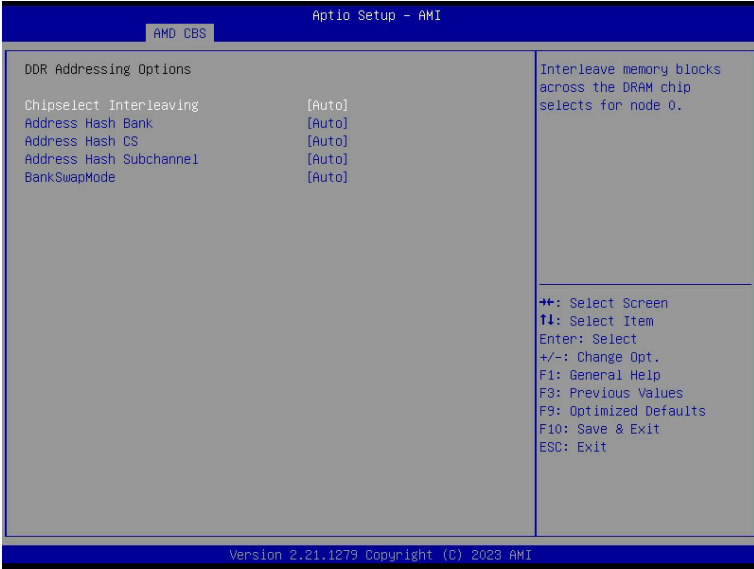 Aptio Setup – AMI
AMD CBS
DDR Addressing Options
Chipselect Interleaving [Auto]
Address Hash Bank [Auto]
Address Hash CS [Auto]
Address Hash Subchannel [Auto]
BankSwapMode [Auto]
Interleave memory blocks
across the DRAM chip
selects for node 0.
→←: Select Screen
↑↓: Select Item
Enter: Select
+/-: Change Opt.
F1: General Help
F3: Previous Values
F9: Optimized Defaults
F10: Save & Exit
ESC: Exit
Version 2.21.1279 Copyright (C) 2023 AMI